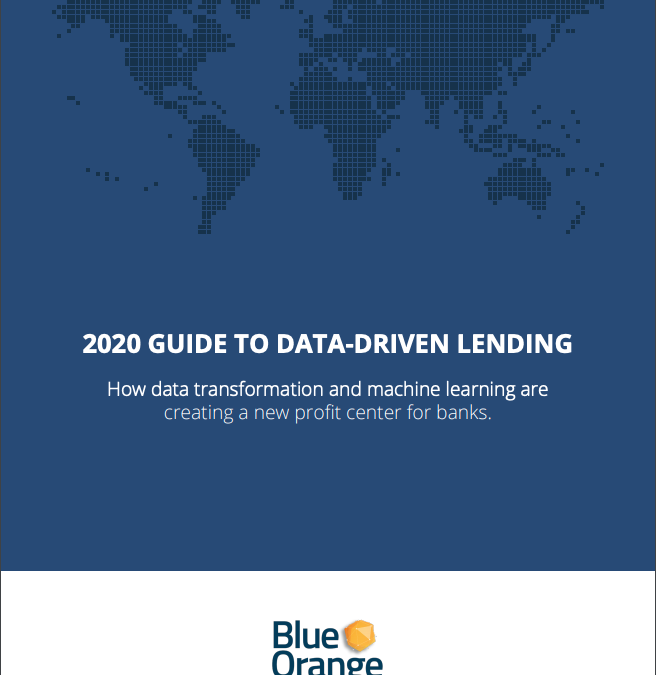 2020 GUIDE TO DATA-DRIVEN LENDING
How data transformation and machine learning are
creating a new profit center for banks.
Blue
Orange